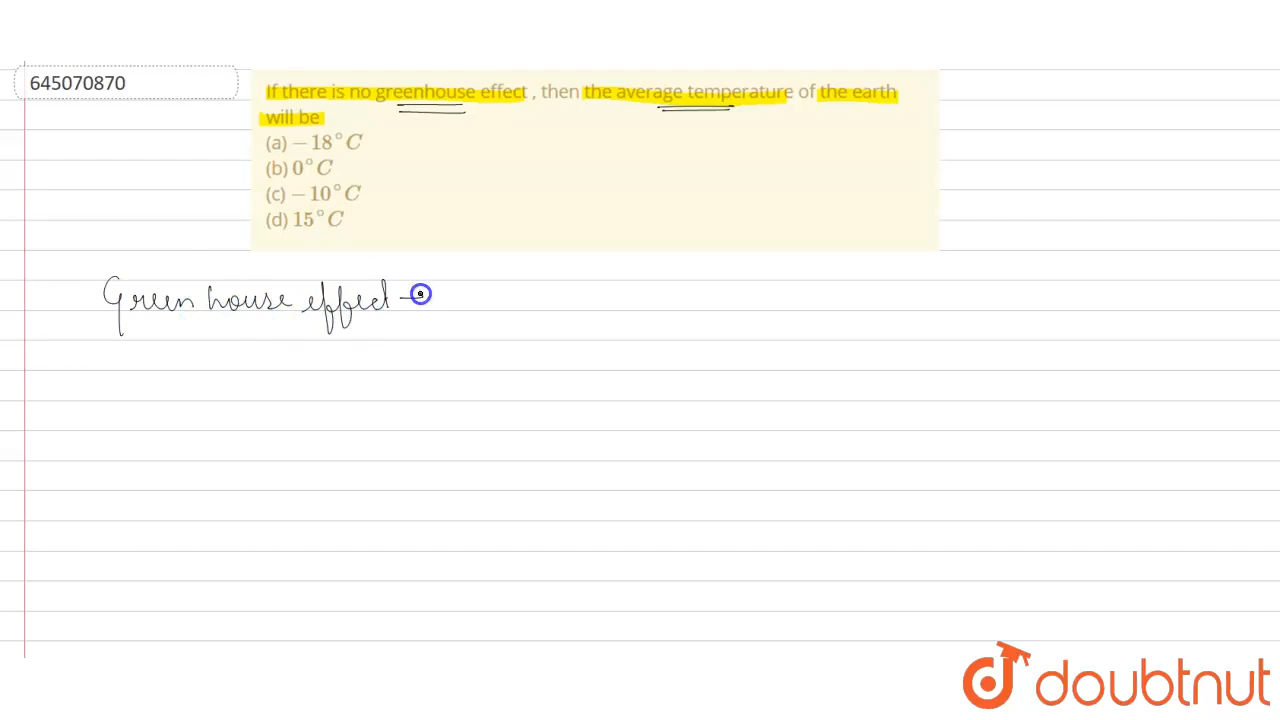 645070870
If there is no greenhouse effect , then the average temperature of the earth
will be
(a) −18°C
(b) 0°C
(c) −10°C
(d) 15°C
Green house effect →
doubtnut